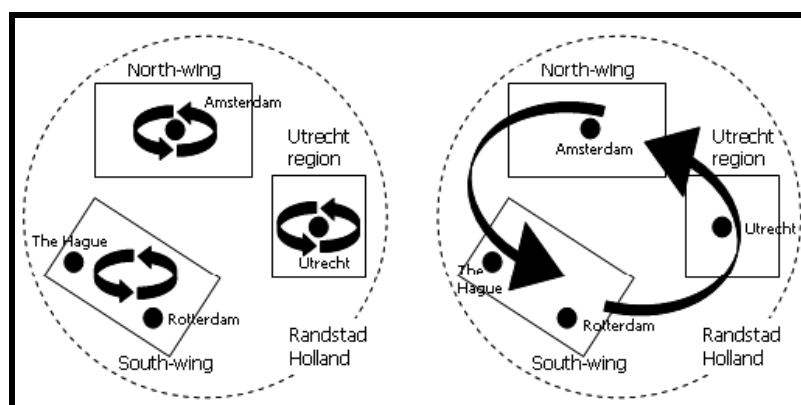 North-wing
Amsterdam
Utrecht
region
The Hague
Utrecht
Rotterdam
Randstad
Holland
South-wing
North-wing
Amsterdam
Utrecht
region
Utrecht
The
Hague
Rotterdam
Randstad
Holland
South-wing